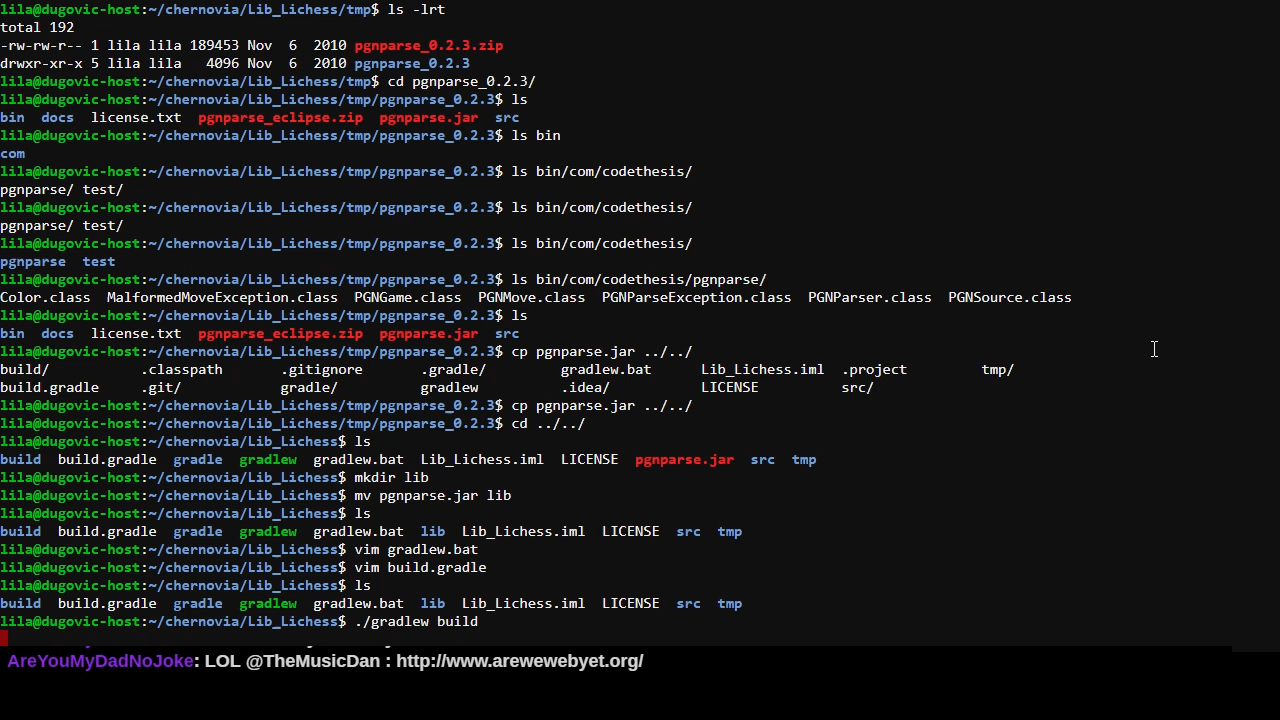 lila@dugovic-host:~/chernovia/Lib_Lichess/tmp$ ls -lrt
total 192
-rw-rw-r-- 1 lila lila 189453 Nov  6  2010 pgnparse_0.2.3.zip
drwxr-xr-x 5 lila lila   4096 Nov  6  2010 pgnparse_0.2.3
lila@dugovic-host:~/chernovia/Lib_Lichess/tmp$ cd pgnparse_0.2.3/
lila@dugovic-host:~/chernovia/Lib_Lichess/tmp/pgnparse_0.2.3$ ls
bin  docs  license.txt  pgnparse_eclipse.zip  pgnparse.jar  src
lila@dugovic-host:~/chernovia/Lib_Lichess/tmp/pgnparse_0.2.3$ ls bin
com
lila@dugovic-host:~/chernovia/Lib_Lichess/tmp/pgnparse_0.2.3$ ls bin/com/codethesis/
pgnparse/ test/
lila@dugovic-host:~/chernovia/Lib_Lichess/tmp/pgnparse_0.2.3$ ls bin/com/codethesis/
pgnparse/ test/
lila@dugovic-host:~/chernovia/Lib_Lichess/tmp/pgnparse_0.2.3$ ls bin/com/codethesis/
pgnparse  test
lila@dugovic-host:~/chernovia/Lib_Lichess/tmp/pgnparse_0.2.3$ ls bin/com/codethesis/pgnparse/
Color.class  MalformedMoveException.class  PGNGame.class  PGNMove.class  PGNParseException.class  PGNParser.class  PGNSource.class
lila@dugovic-host:~/chernovia/Lib_Lichess/tmp/pgnparse_0.2.3$ ls
bin  docs  license.txt  pgnparse_eclipse.zip  pgnparse.jar  src
lila@dugovic-host:~/chernovia/Lib_Lichess/tmp/pgnparse_0.2.3$ cp pgnparse.jar ../../
build/           .classpath       .gitignore       .gradle/         gradlew.bat      Lib_Lichess.iml  .project         tmp/
build.gradle     .git/            gradle/          gradlew          .idea/           LICENSE          src/
lila@dugovic-host:~/chernovia/Lib_Lichess/tmp/pgnparse_0.2.3$ cp pgnparse.jar ../../
lila@dugovic-host:~/chernovia/Lib_Lichess/tmp/pgnparse_0.2.3$ cd ../../
lila@dugovic-host:~/chernovia/Lib_Lichess$ ls
build  build.gradle  gradle  gradlew  gradlew.bat  Lib_Lichess.iml  LICENSE  pgnparse.jar  src  tmp
lila@dugovic-host:~/chernovia/Lib_Lichess$ mkdir lib
lila@dugovic-host:~/chernovia/Lib_Lichess$ mv pgnparse.jar lib
lila@dugovic-host:~/chernovia/Lib_Lichess$ ls
build  build.gradle  gradle  gradlew  gradlew.bat  lib  Lib_Lichess.iml  LICENSE  src  tmp
lila@dugovic-host:~/chernovia/Lib_Lichess$ vim gradlew.bat
lila@dugovic-host:~/chernovia/Lib_Lichess$ vim build.gradle
lila@dugovic-host:~/chernovia/Lib_Lichess$ ls
build  build.gradle  gradle  gradlew  gradlew.bat  lib  Lib_Lichess.iml  LICENSE  src  tmp
lila@dugovic-host:~/chernovia/Lib_Lichess$ ./gradlew build
AreYouMyDadNoJoke: LOL @TheMusicDan : http://www.arewewebyet.org/